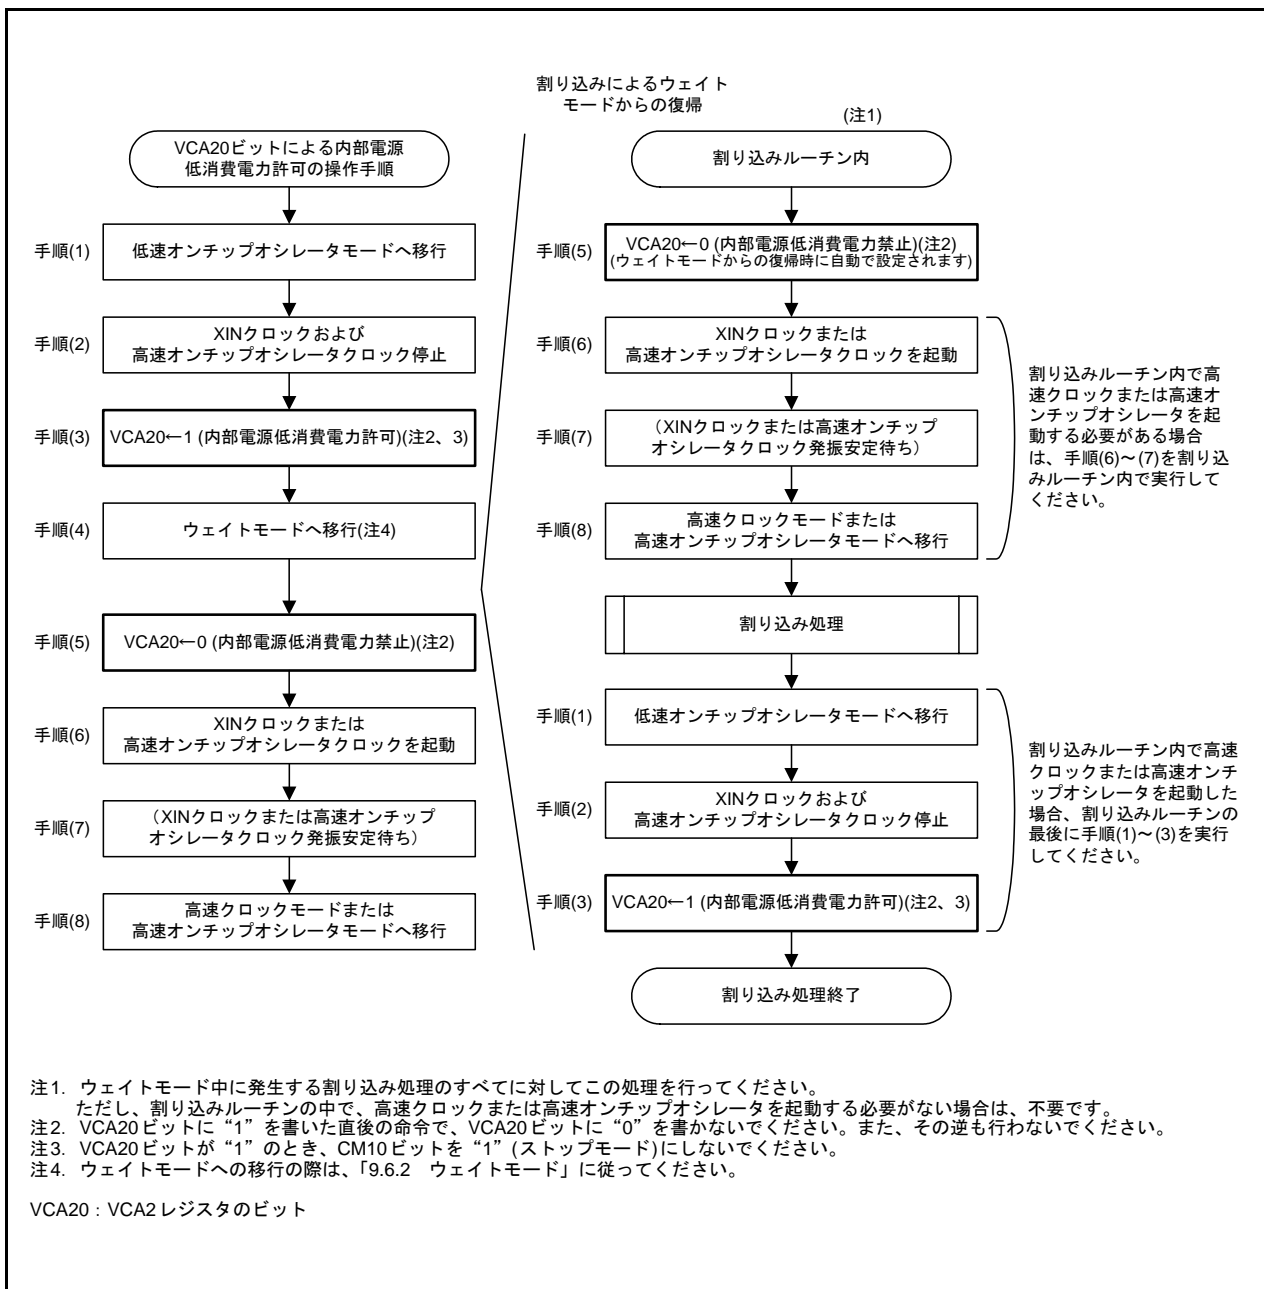 VCA20ビットによる内部電源
低消費電力許可の操作手順
手順(1)
低速オンチップオシレータモードへ移行
手順(2)
XINクロックおよび
高速オンチップオシレータクロック停止
手順(3)
VCA20←1 (内部電源低消費電力許可)(注2、3)
手順(4)
ウェイトモードへ移行(注4)
手順(5)
VCA20←0 (内部電源低消費電力禁止)(注2)
手順(6)
XINクロックまたは
高速オンチップオシレータクロックを起動
手順(7)
（XINクロックまたは高速オンチップ
オシレータクロック発振安定待ち）
手順(8)
高速クロックモードまたは
高速オンチップオシレータモードへ移行
割り込みによるウェイト
モードからの復帰
(注1)
割り込みルーチン内
手順(5)
VCA20←0 (内部電源低消費電力禁止)(注2)
(ウェイトモードからの復帰時に自動で設定されます)
手順(6)
XINクロックまたは
高速オンチップオシレータクロックを起動
手順(7)
（XINクロックまたは高速オンチップ
オシレータクロック発振安定待ち）
手順(8)
高速クロックモードまたは
高速オンチップオシレータモードへ移行
割り込みルーチン内で高
速クロックまたは高速オ
ンチップオシレータを起
動する必要がある場合
は、手順(6)～(7)を割り込
みルーチン内で実行して
ください。
割り込み処理
手順(1)
低速オンチップオシレータモードへ移行
手順(2)
XINクロックおよび
高速オンチップオシレータクロック停止
手順(3)
VCA20←1 (内部電源低消費電力許可)(注2、3)
割り込みルーチン内で高速
クロックまたは高速オンチ
ップオシレータを起動した
場合、割り込みルーチンの
最後に手順(1)～(3)を実行
してください。
割り込み処理終了
注1. ウェイトモード中に発生する割り込み処理のすべてに対してこの処理を行ってください。
ただし、割り込みルーチンの中で、高速クロックまたは高速オンチップオシレータを起動する必要がない場合は、不要です。
注2. VCA20ビットに“1”を書いた直後の命令で、VCA20ビットに“0”を書かないでください。また、その逆も行わないでください。
注3. VCA20ビットが“1”のとき、CM10ビットを“1”(ストップモード)にしないでください。
注4. ウェイトモードへの移行の際は、「9.6.2　ウェイトモード」に従ってください。
VCA20：VCA2レジスタのビット